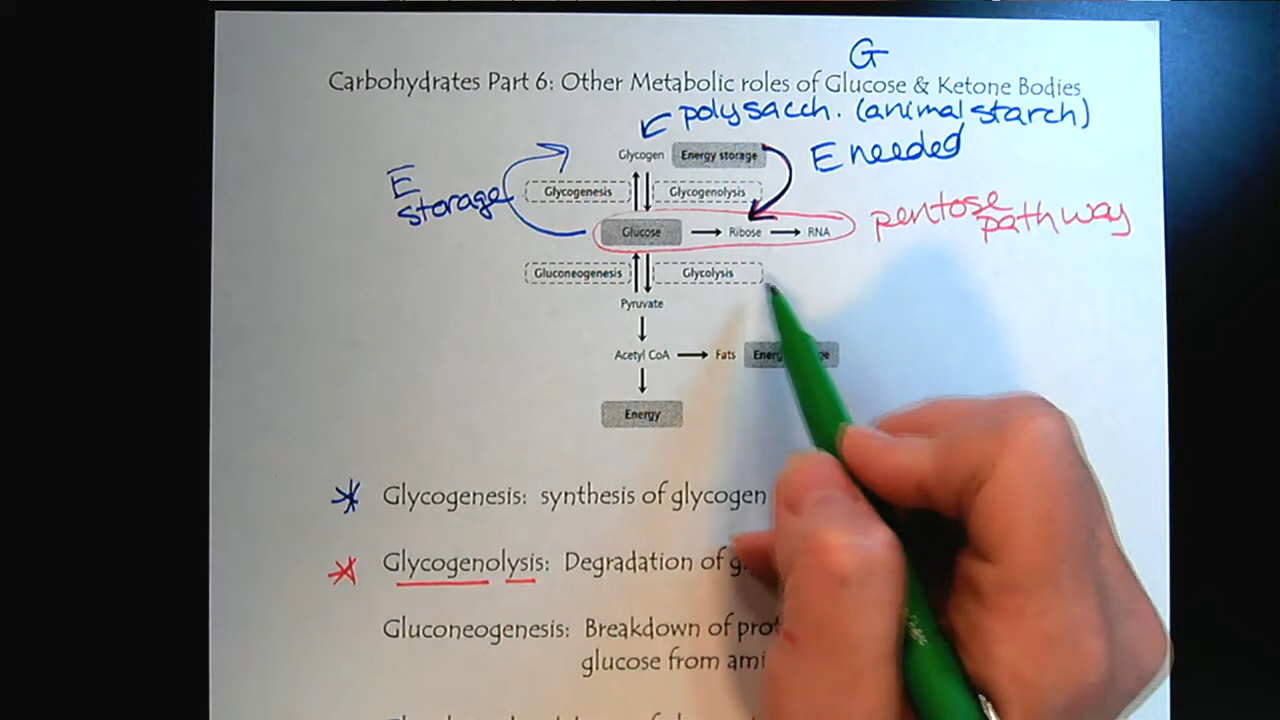 G
Carbohydrates Part 6: Other Metabolic roles of Glucose & Ketone Bodies
polysacch. (animal starch)
Glycogen Energy storage
E needed
E storage
Glycogenesis Glycogenolysis
pentose pathway
Glucose Ribose RNA
Gluconeogenesis Glycolysis
Pyruvate
Acetyl CoA Fats
Energy
Glycogenesis: synthesis of glycogen
Glycogenolysis: Degradation of
Gluconeogenesis: Breakdown of
glucose from